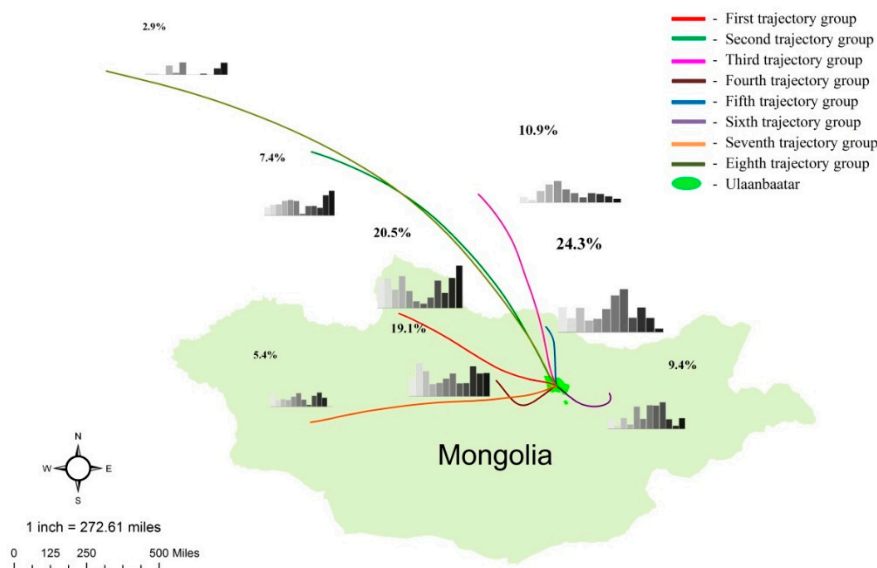 2.9%
7.4%
10.9%
20.5%
24.3%
19.1%
5.4%
9.4%
- First trajectory group
- Second trajectory group
- Third trajectory group
- Fourth trajectory group
- Fifth trajectory group
- Sixth trajectory group
- Seventh trajectory group
- Eighth trajectory group
- Ulaanbaatar
Mongolia
N
W E
S
1 inch = 272.61 miles
0 125 250 500 Miles